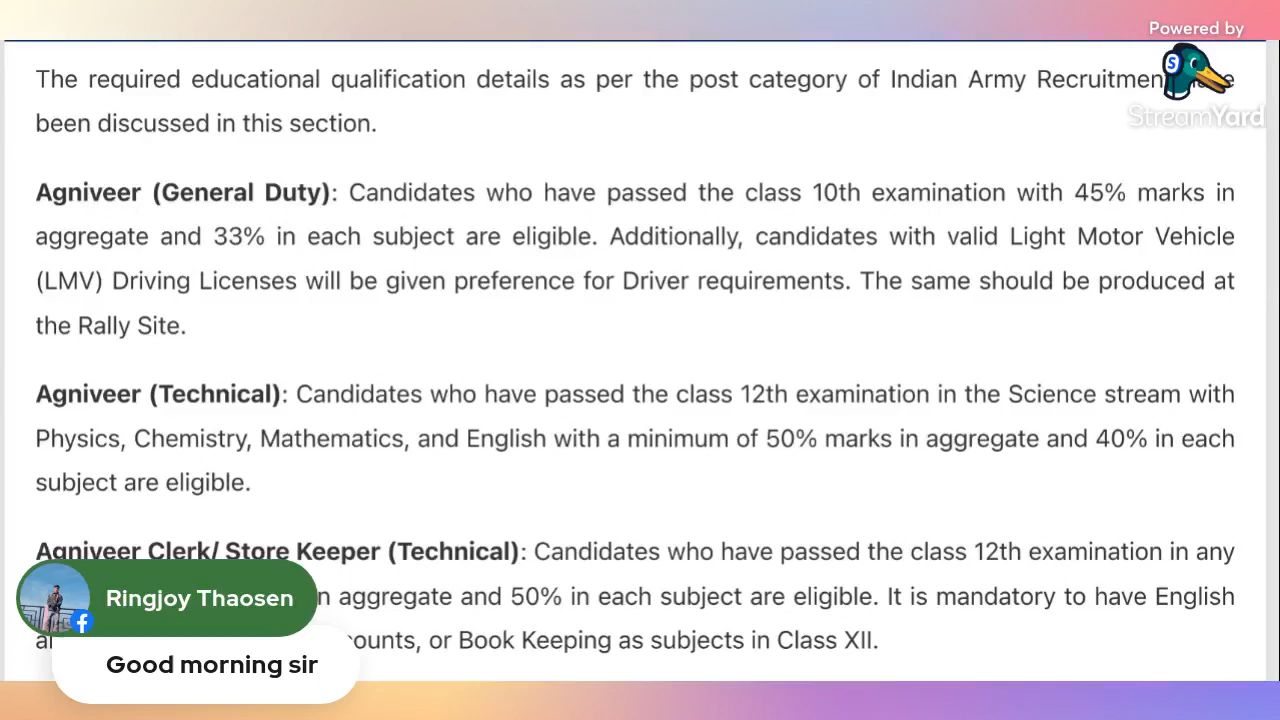 Powered by
StreamYard
The required educational qualification details as per the post category of Indian Army
been discussed in this section.
Agniveer (General Duty): Candidates who have passed the class 10th examination with 45% marks in
aggregate and 33% in each subject are eligible. Additionally, candidates with valid Light Motor Vehicle
(LMV) Driving Licenses will be given preference for Driver requirements. The same should be produced at
the Rally Site.
Agniveer (Technical): Candidates who have passed the class 12th examination in the Science stream with
Physics, Chemistry, Mathematics, and English with a minimum of 50% marks in aggregate and 40% in each
subject are eligible.
Agniveer Clerk/ Store Keeper (Technical): Candidates who have passed the class 12th examination in any
aggregate and 50% in each subject are eligible. It is mandatory to have English
or Book Keeping as subjects in Class XII.
Ringjoy Thaosen
Good morning sir